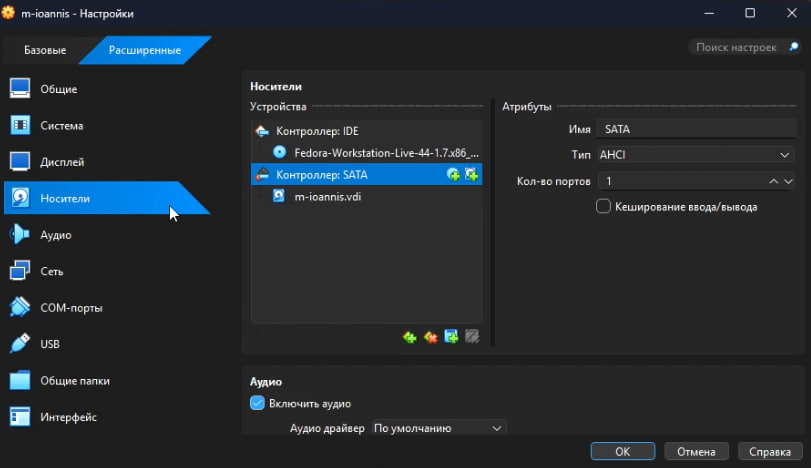 m-ioannis - Настройки
Базовые
Расширенные
Поиск настроек
Общие
Система
Дисплей
Носители
Аудио
Сеть
COM-порты
USB
Общие папки
Интерфейс
Носители
Устройства
Контроллер: IDE
Fedora-Workstation-Live-44-1.7.x86_...
Контроллер: SATA
m-ioannis.vdi
Атрибуты
Имя SATA
Тип AHCI
Кол-во портов 1
Кеширование ввода/вывода
Аудио
Включить аудио
Аудио драйвер По умолчанию
OK
Отмена
Справка